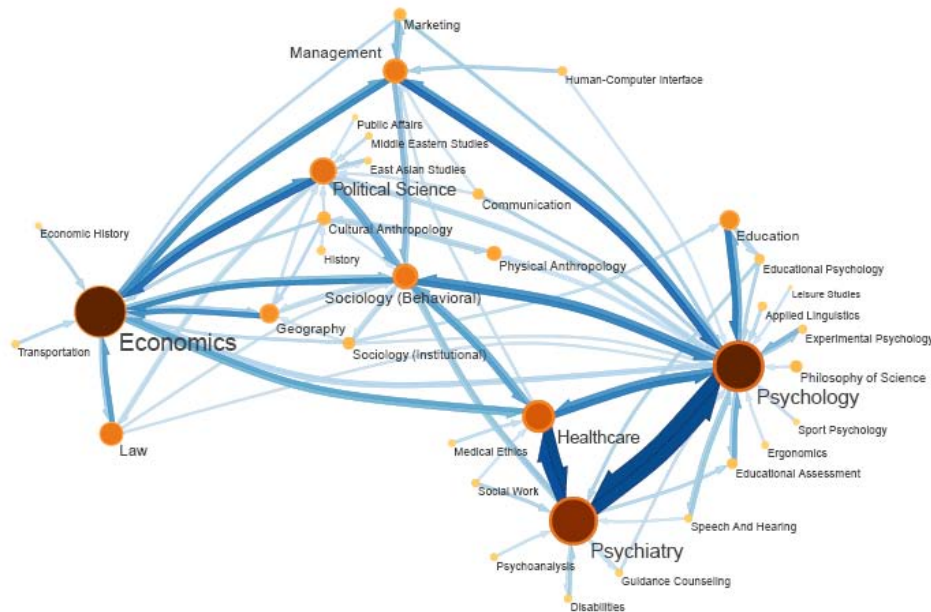 Marketing
Management
Human-Computer Interface
Public Affairs
Middle Eastern Studies
East Asian Studies
Political Science
Communication
Cultural Anthropology
Economic History
Education
History
Physical Anthropology
Educational Psychology
Sociology (Behavioral)
Leisure Studies
Geography
Applied Linguistics
Economics
Experimental Psychology
Transportation
Sociology (Institutional)
Philosophy of Science
Psychology
Sport Psychology
Healthcare
Law
Medical Ethics
Ergonomics
Educational Assessment
Social Work
Speech And Hearing
Psychiatry
Psychoanalysis
Guidance Counseling
Disabilities